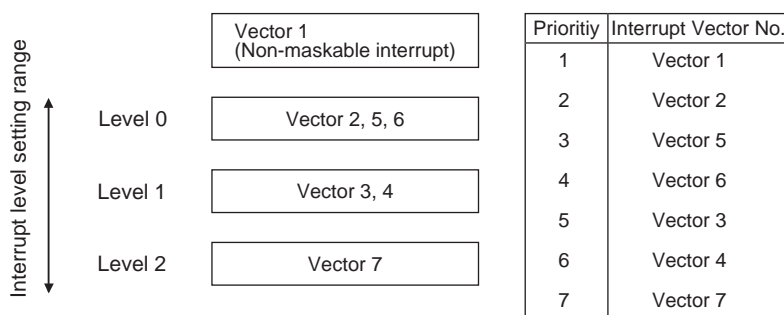 Vector 1
(Non-maskable interrupt)
Interrupt level setting range
Level 0
Vector 2, 5, 6
Level 1
Vector 3, 4
Level 2
Vector 7
Prioritiy Interrupt Vector No.
1 Vector 1
2 Vector 2
3 Vector 5
4 Vector 6
5 Vector 3
6 Vector 4
7 Vector 7